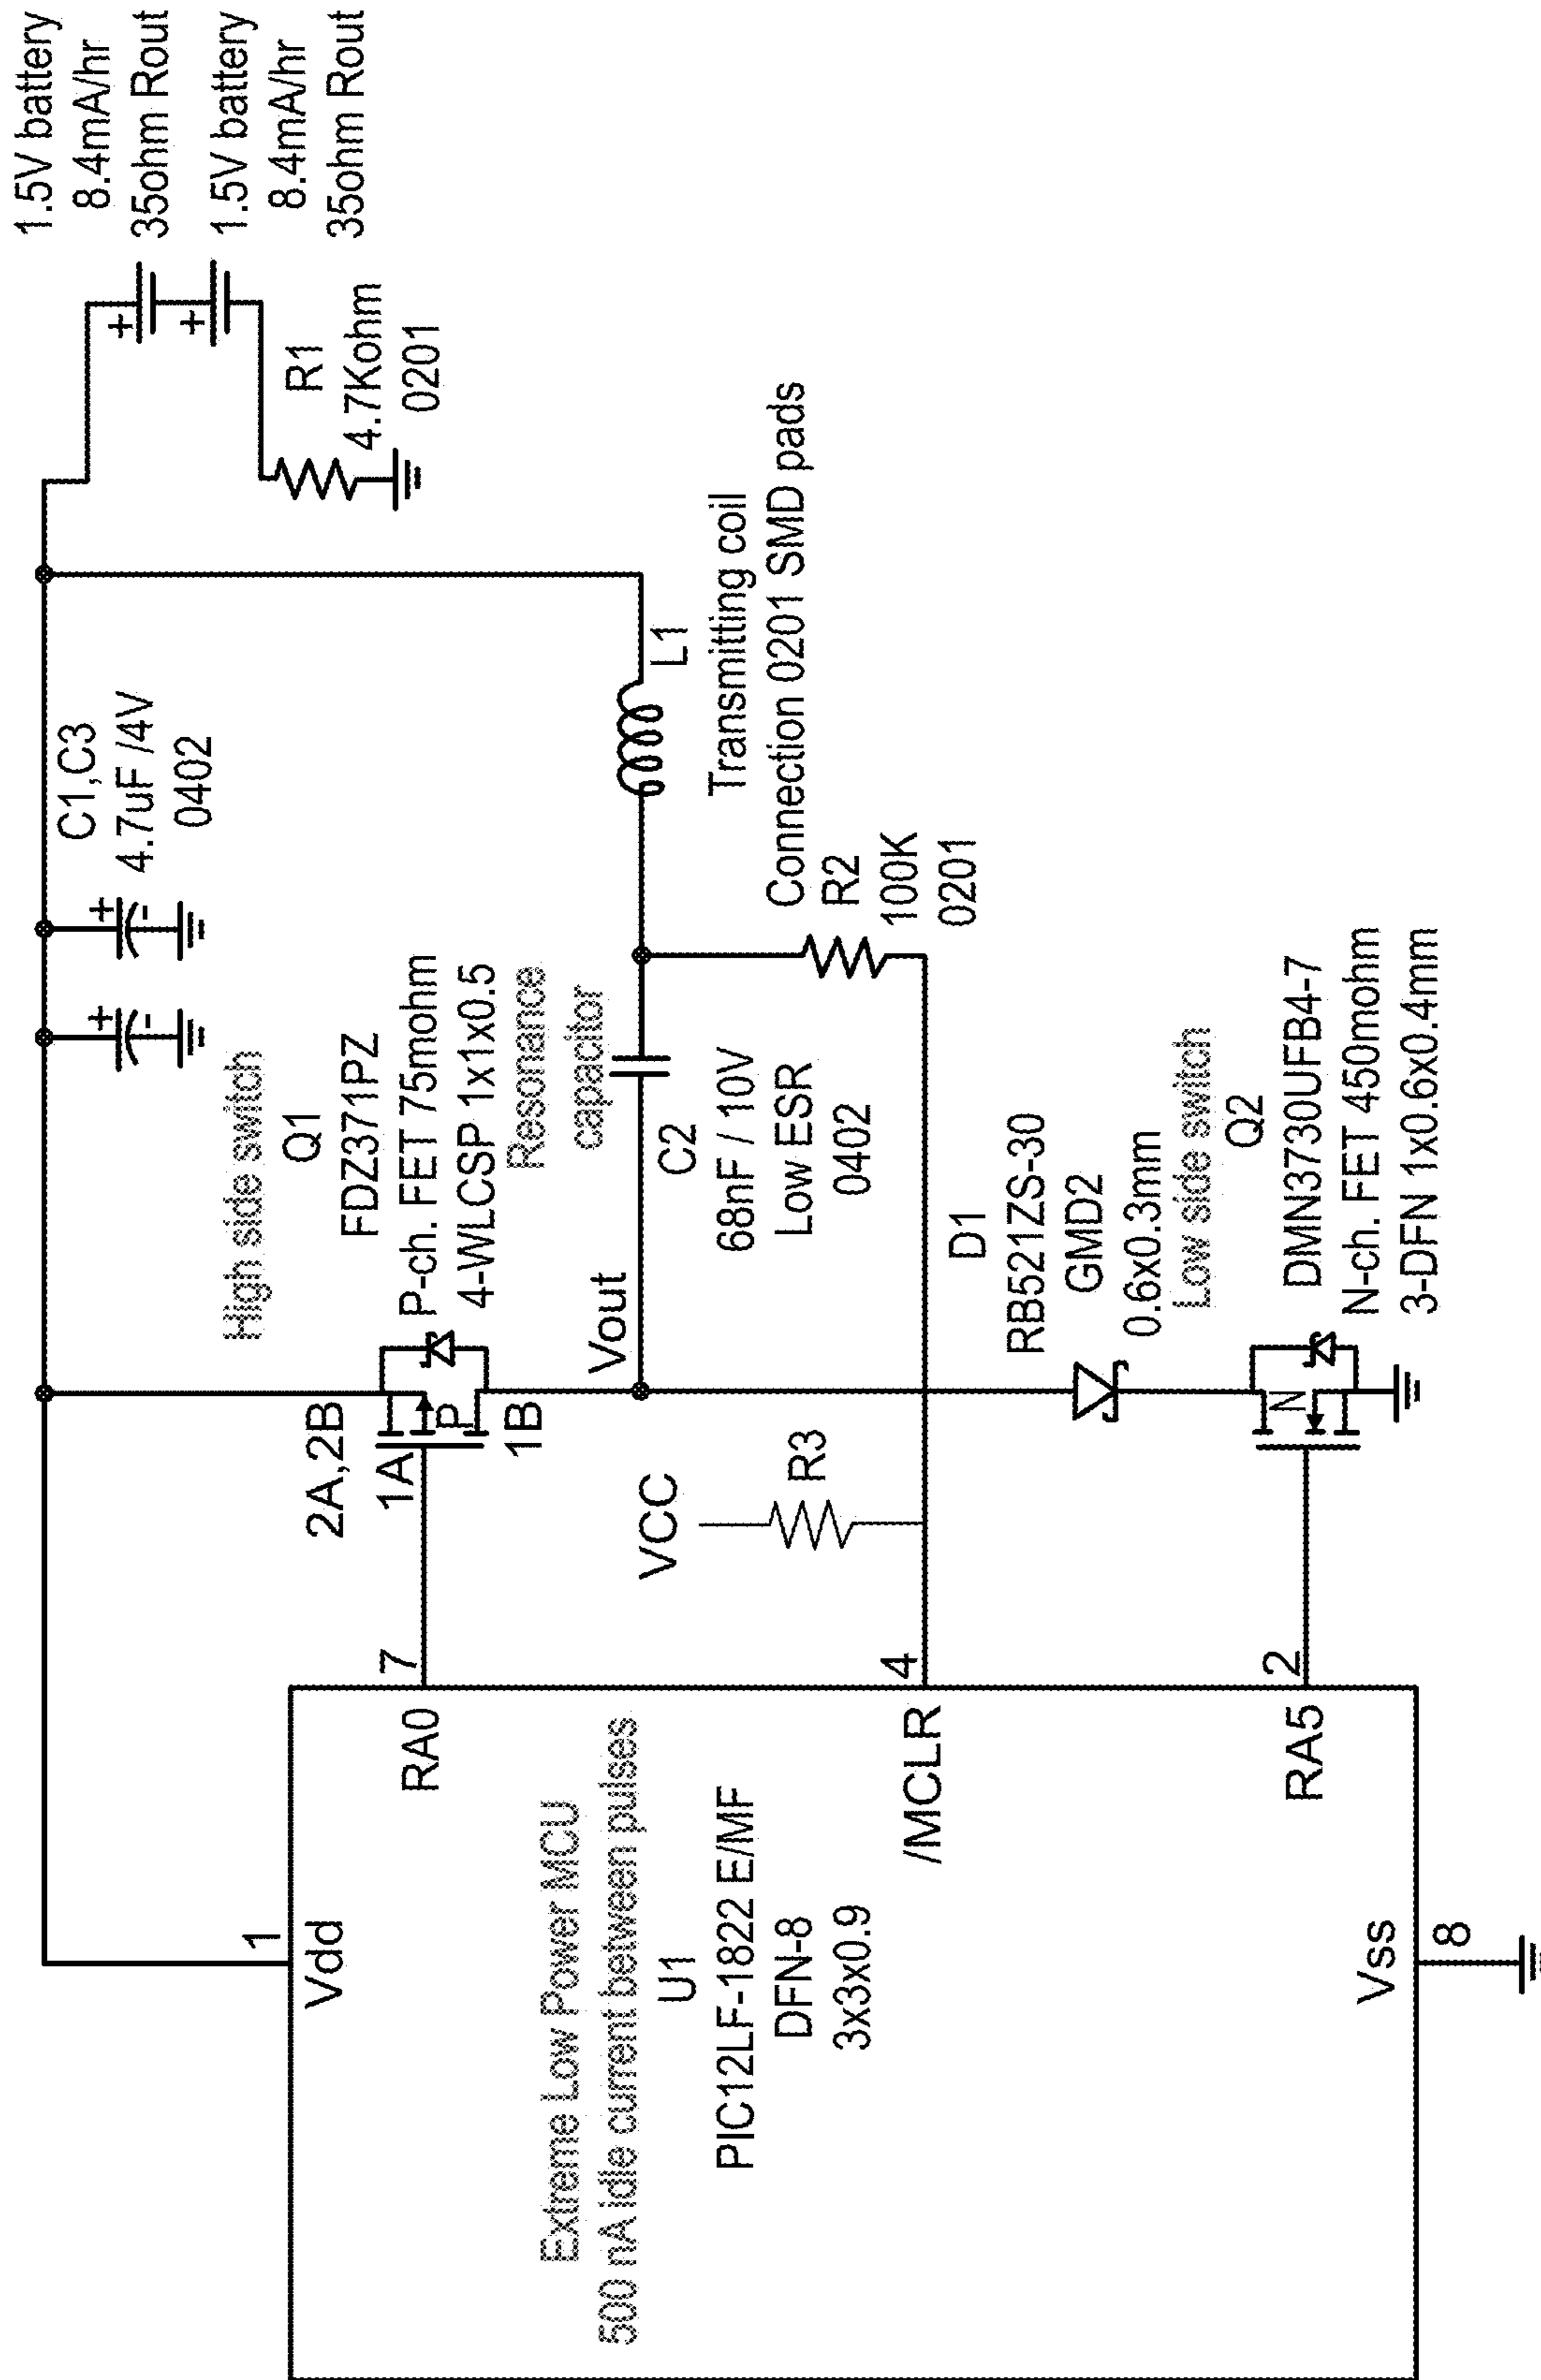 1.5V battery
8.4mA/hr
35ohm Rout
1.5V battery
8.4mA/hr
35ohm Rout
+
+
R1
4.7Kohm
0201
C1,C3
4.7uF /4V
0402
+
-
+
-
L1
Transmitting coil
Connection 0201 SMD pads
R2
100K
0201
High side switch
Q1
FDZ371PZ
P-ch. FET 75mohm
4-WLCSP 1x1x0.5
Resonance
capacitor
C2
68nF / 10V
Low ESR
0402
Vout
2A,2B
1A
P
1B
VCC
R3
D1
RB521ZS-30
GMD2
0.6x0.3mm
Low side switch
Q2
DMN3730UFB4-7
N-ch. FET 450mohm
3-DFN 1x0.6x0.4mm
N
1
Vdd
7
RA0
4
/MCLR
2
RA5
Vss
8
Extreme Low Power MCU
500 nA idle current between pulses
U1
PIC12LF-1822 E/MF
DFN-8
3x3x0.9